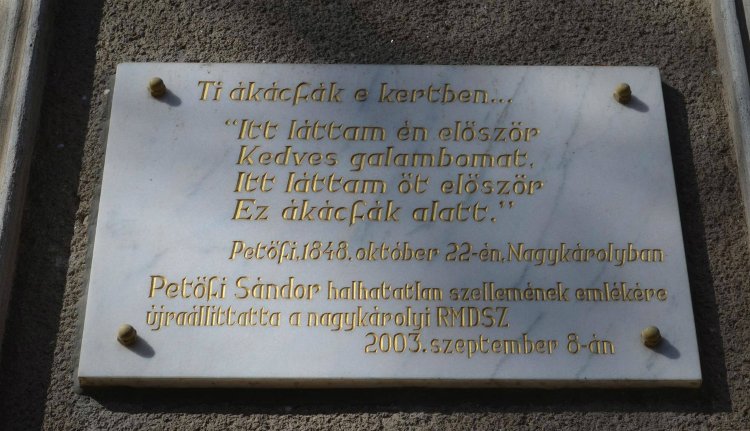 Ti ákácfák e kertben...
"Itt láttam én először
Kedves galambomat,
Itt láttam őt először
Ez ákácfák alatt."
Petőfi, 1848. október 22-én. Nagykárolyban
Petőfi Sándor halhatatlan szellemének emlékére
újraállíttatta a nagykárolyi RMDSZ
2003. szeptember 8-án